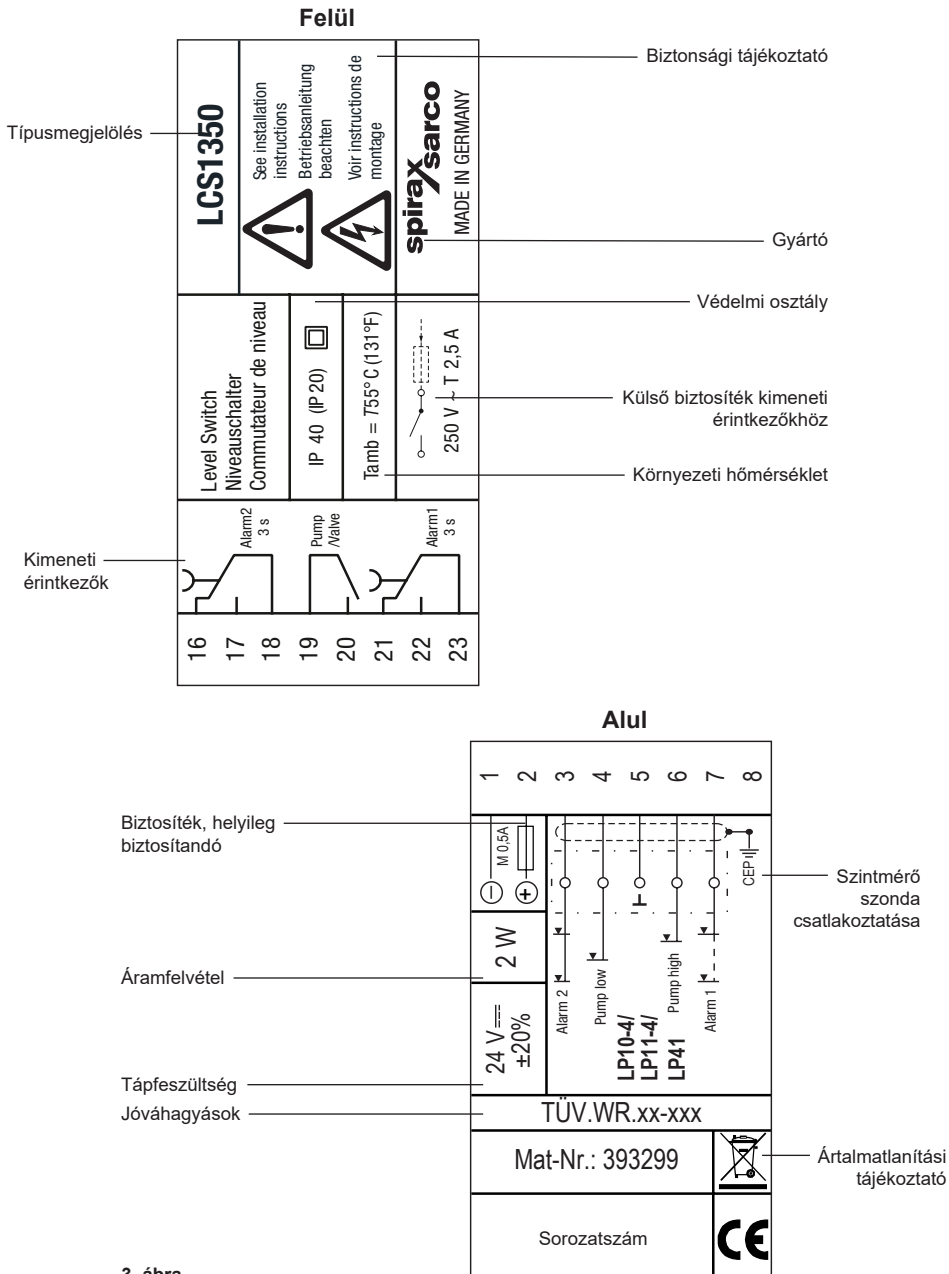 Felül
Típusmegjelölés
Biztonsági tájékoztató
Gyártó
Védelmi osztály
Külső biztosíték kimeneti
érintkezőkhöz
Környezeti hőmérséklet
Kimeneti
érintkezők
LCS1350
See installation
instructions
Betriebsanleitung
beachten
Voir instructions de
montage
spirax
sarco
MADE IN GERMANY
Level Switch
Niveauschalter
Commutateur de niveau
IP 40 (IP 20)
Tamb = T55° C (131°F)
250 V ~ T 2,5 A
Alarm2
3 s
Pump
/Valve
Alarm1
3 s
16
17
18
19
20
21
22
23
Alul
Biztosíték, helyileg
biztosítandó
Áramfelvétel
Tápfeszültség
Jóváhagyások
Szintmérő
szonda
csatlakoztatása
Ártalmatlanítási
tájékoztató
1
2
3
4
5
6
7
8
M 0,5A
CEP
2 W
24 V
±20%
Alarm 2
Pump low
LP10-4/
LP11-4/
LP41
Pump high
Alarm 1
TÜV.WR.xx-xxx
Mat-Nr.: 393299
Sorozatszám
CE